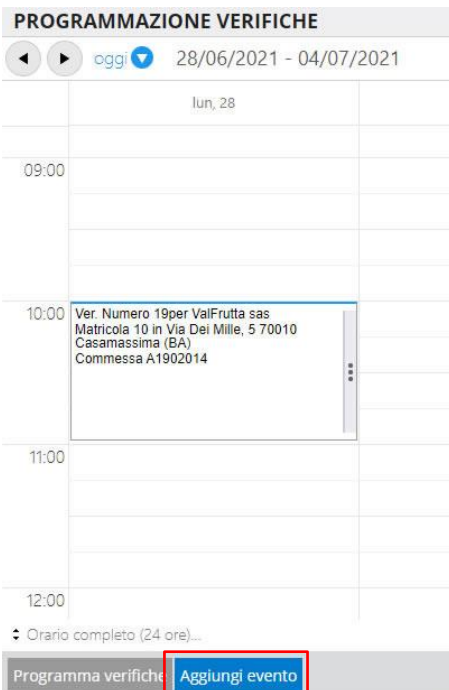 PROGRAMMAZIONE VERIFICHE
oggi 28/06/2021 - 04/07/2021
lun, 28
09:00
10:00
Ver. Numero 19per ValFrutta sas
Matricola 10 in Via Dei Mille, 5 70010
Casamassima (BA)
Commessa A1902014
11:00
12:00
Orario completo (24 ore)...
Programma verifiche Aggiungi evento